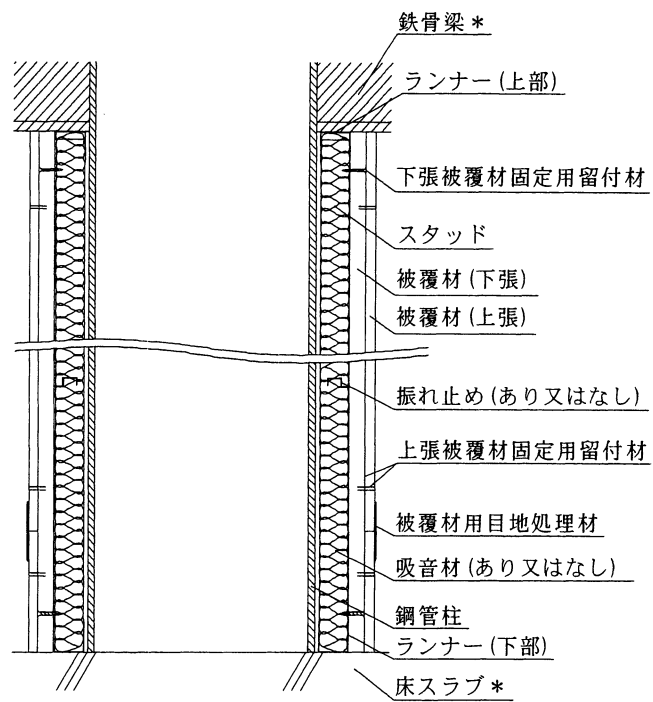 鉄骨梁*
ランナー(上部)
下張被覆材固定用留付材
スタッド
被覆材(下張)
被覆材(上張)
振れ止め(あり又はなし)
上張被覆材固定用留付材
被覆材用目地処理材
吸音材(あり又はなし)
鋼管柱
ランナー(下部)
床スラブ*